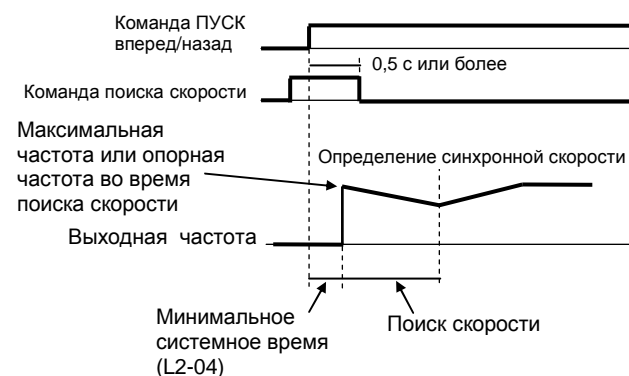 Команда ПУСК
вперед/назад
0,5 с или более
Команда поиска скорости
Максимальная
частота или опорная
частота во время
поиска скорости
Определение синхронной скорости
Выходная частота
Минимальное
системное время
(L2-04)
Поиск скорости